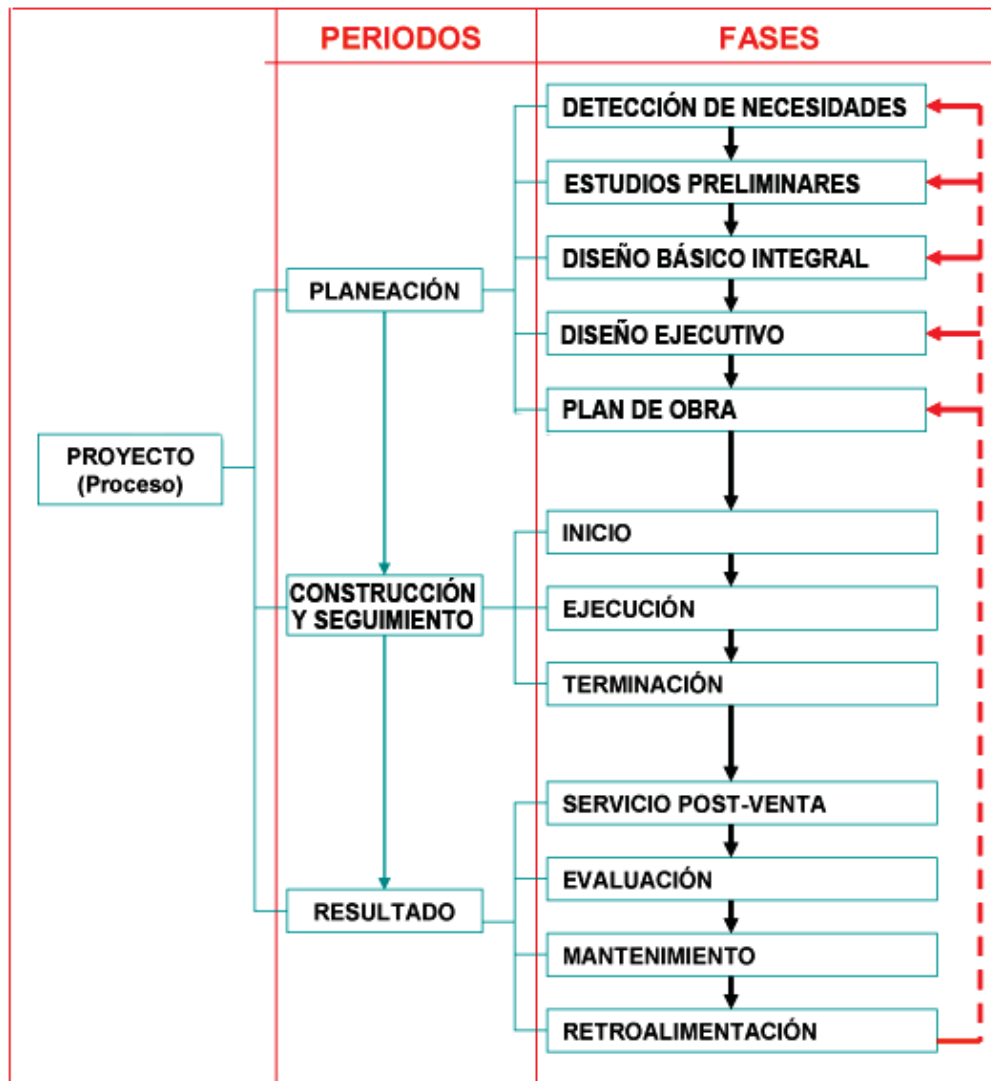 PERIODOS
FASES
DETECCIÓN DE NECESIDADES
ESTUDIOS PRELIMINARES
DISEÑO BÁSICO INTEGRAL
PLANEACIÓN
DISEÑO EJECUTIVO
PLAN DE OBRA
PROYECTO
(Proceso)
INICIO
CONSTRUCCIÓN
Y SEGUIMIENTO
EJECUCIÓN
TERMINACIÓN
SERVICIO POST-VENTA
EVALUACIÓN
RESULTADO
MANTENIMIENTO
RETROALIMENTACIÓN